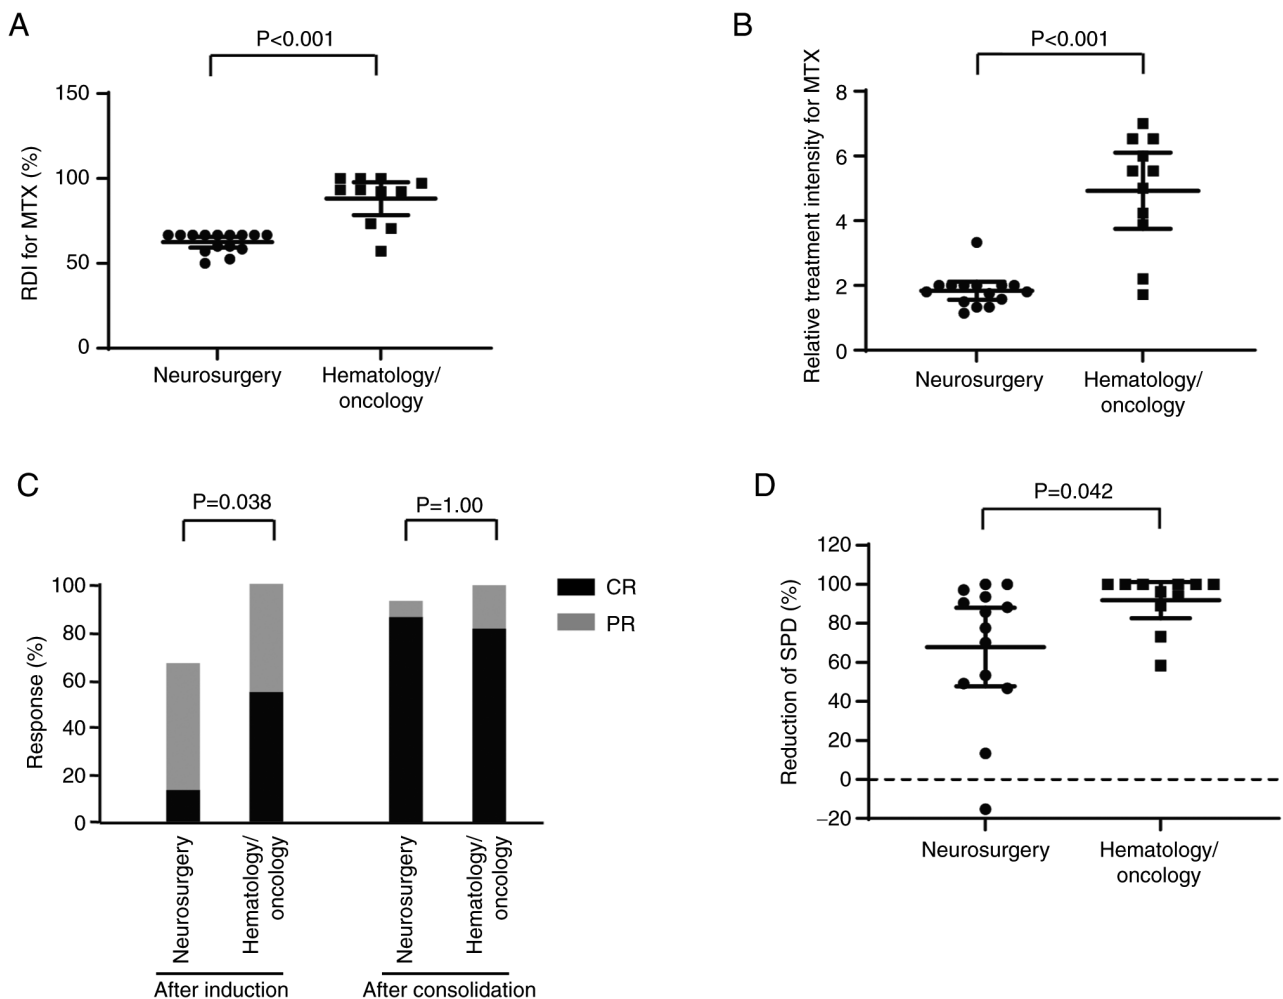 A
P<0.001
RDI for MTX (%)
150
100
50
0
Neurosurgery
Hematology/
oncology
B
P<0.001
Relative treatment intensity for MTX
8
6
4
2
0
Neurosurgery
Hematology/
oncology
C
P=0.038
P=1.00
Response (%)
100
80
60
40
20
0
CR
PR
Neurosurgery
Hematology/
oncology
Neurosurgery
Hematology/
oncology
After induction
After consolidation
D
P=0.042
Reduction of SPD (%)
120
100
80
60
40
20
0
−20
Neurosurgery
Hematology/
oncology